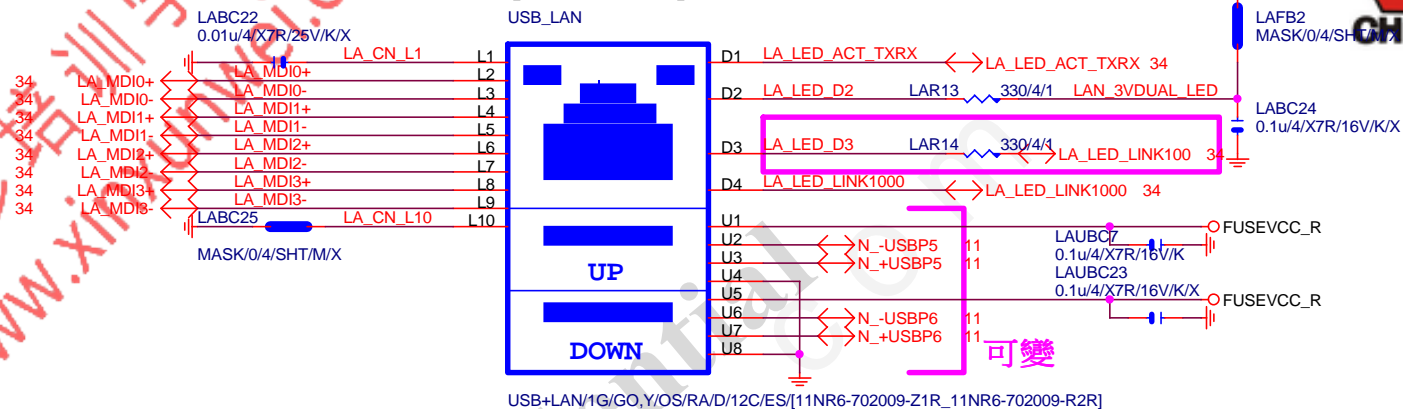 LABC22
0.01u/4/X7R/25V/K/X
USB_LAN
LAFB2
MASK/0/4/SHT/M/X
CH
LA_CN_L1 L1
34 LA_MDI0+ LA_MDI0+ L2
34 LA_MDI0- LA_MDI0- L3
34 LA_MDI1+ LA_MDI1+ L4
34 LA_MDI1- LA_MDI1- L5
34 LA_MDI2+ LA_MDI2+ L6
34 LA_MDI2- LA_MDI2- L7
34 LA_MDI3+ LA_MDI3+ L8
34 LA_MDI3- LA_MDI3- L9
LABC25 LA_CN_L10 L10
MASK/0/4/SHT/M/X
D1 LA_LED_ACT_TXRX LA_LED_ACT_TXRX 34
D2 LA_LED_D2 LAR13 330/4/1 LAN_3VDUAL_LED
LABC24
0.1u/4/X7R/16V/K/X
D3 LA_LED_D3 LAR14 330/4/1 LA_LED_LINK100 34
D4 LA_LED_LINK1000 LA_LED_LINK1000 34
U1 FUSEVCC_R
U2 N_-USBP5 11
U3 N_+USBP5 11
U4
LAUBC7
0.1u/4/X7R/16V/K
LAUBC23
0.1u/4/X7R/16V/K/X
U5 FUSEVCC_R
U6 N_-USBP6 11
U7 N_+USBP6 11
U8
UP
DOWN
可變
USB+LAN/1G/GO,Y/OS/RA/D/12C/ES/[11NR6-702009-Z1R_11NR6-702009-R2R]
www.xinxunwei.
培训学